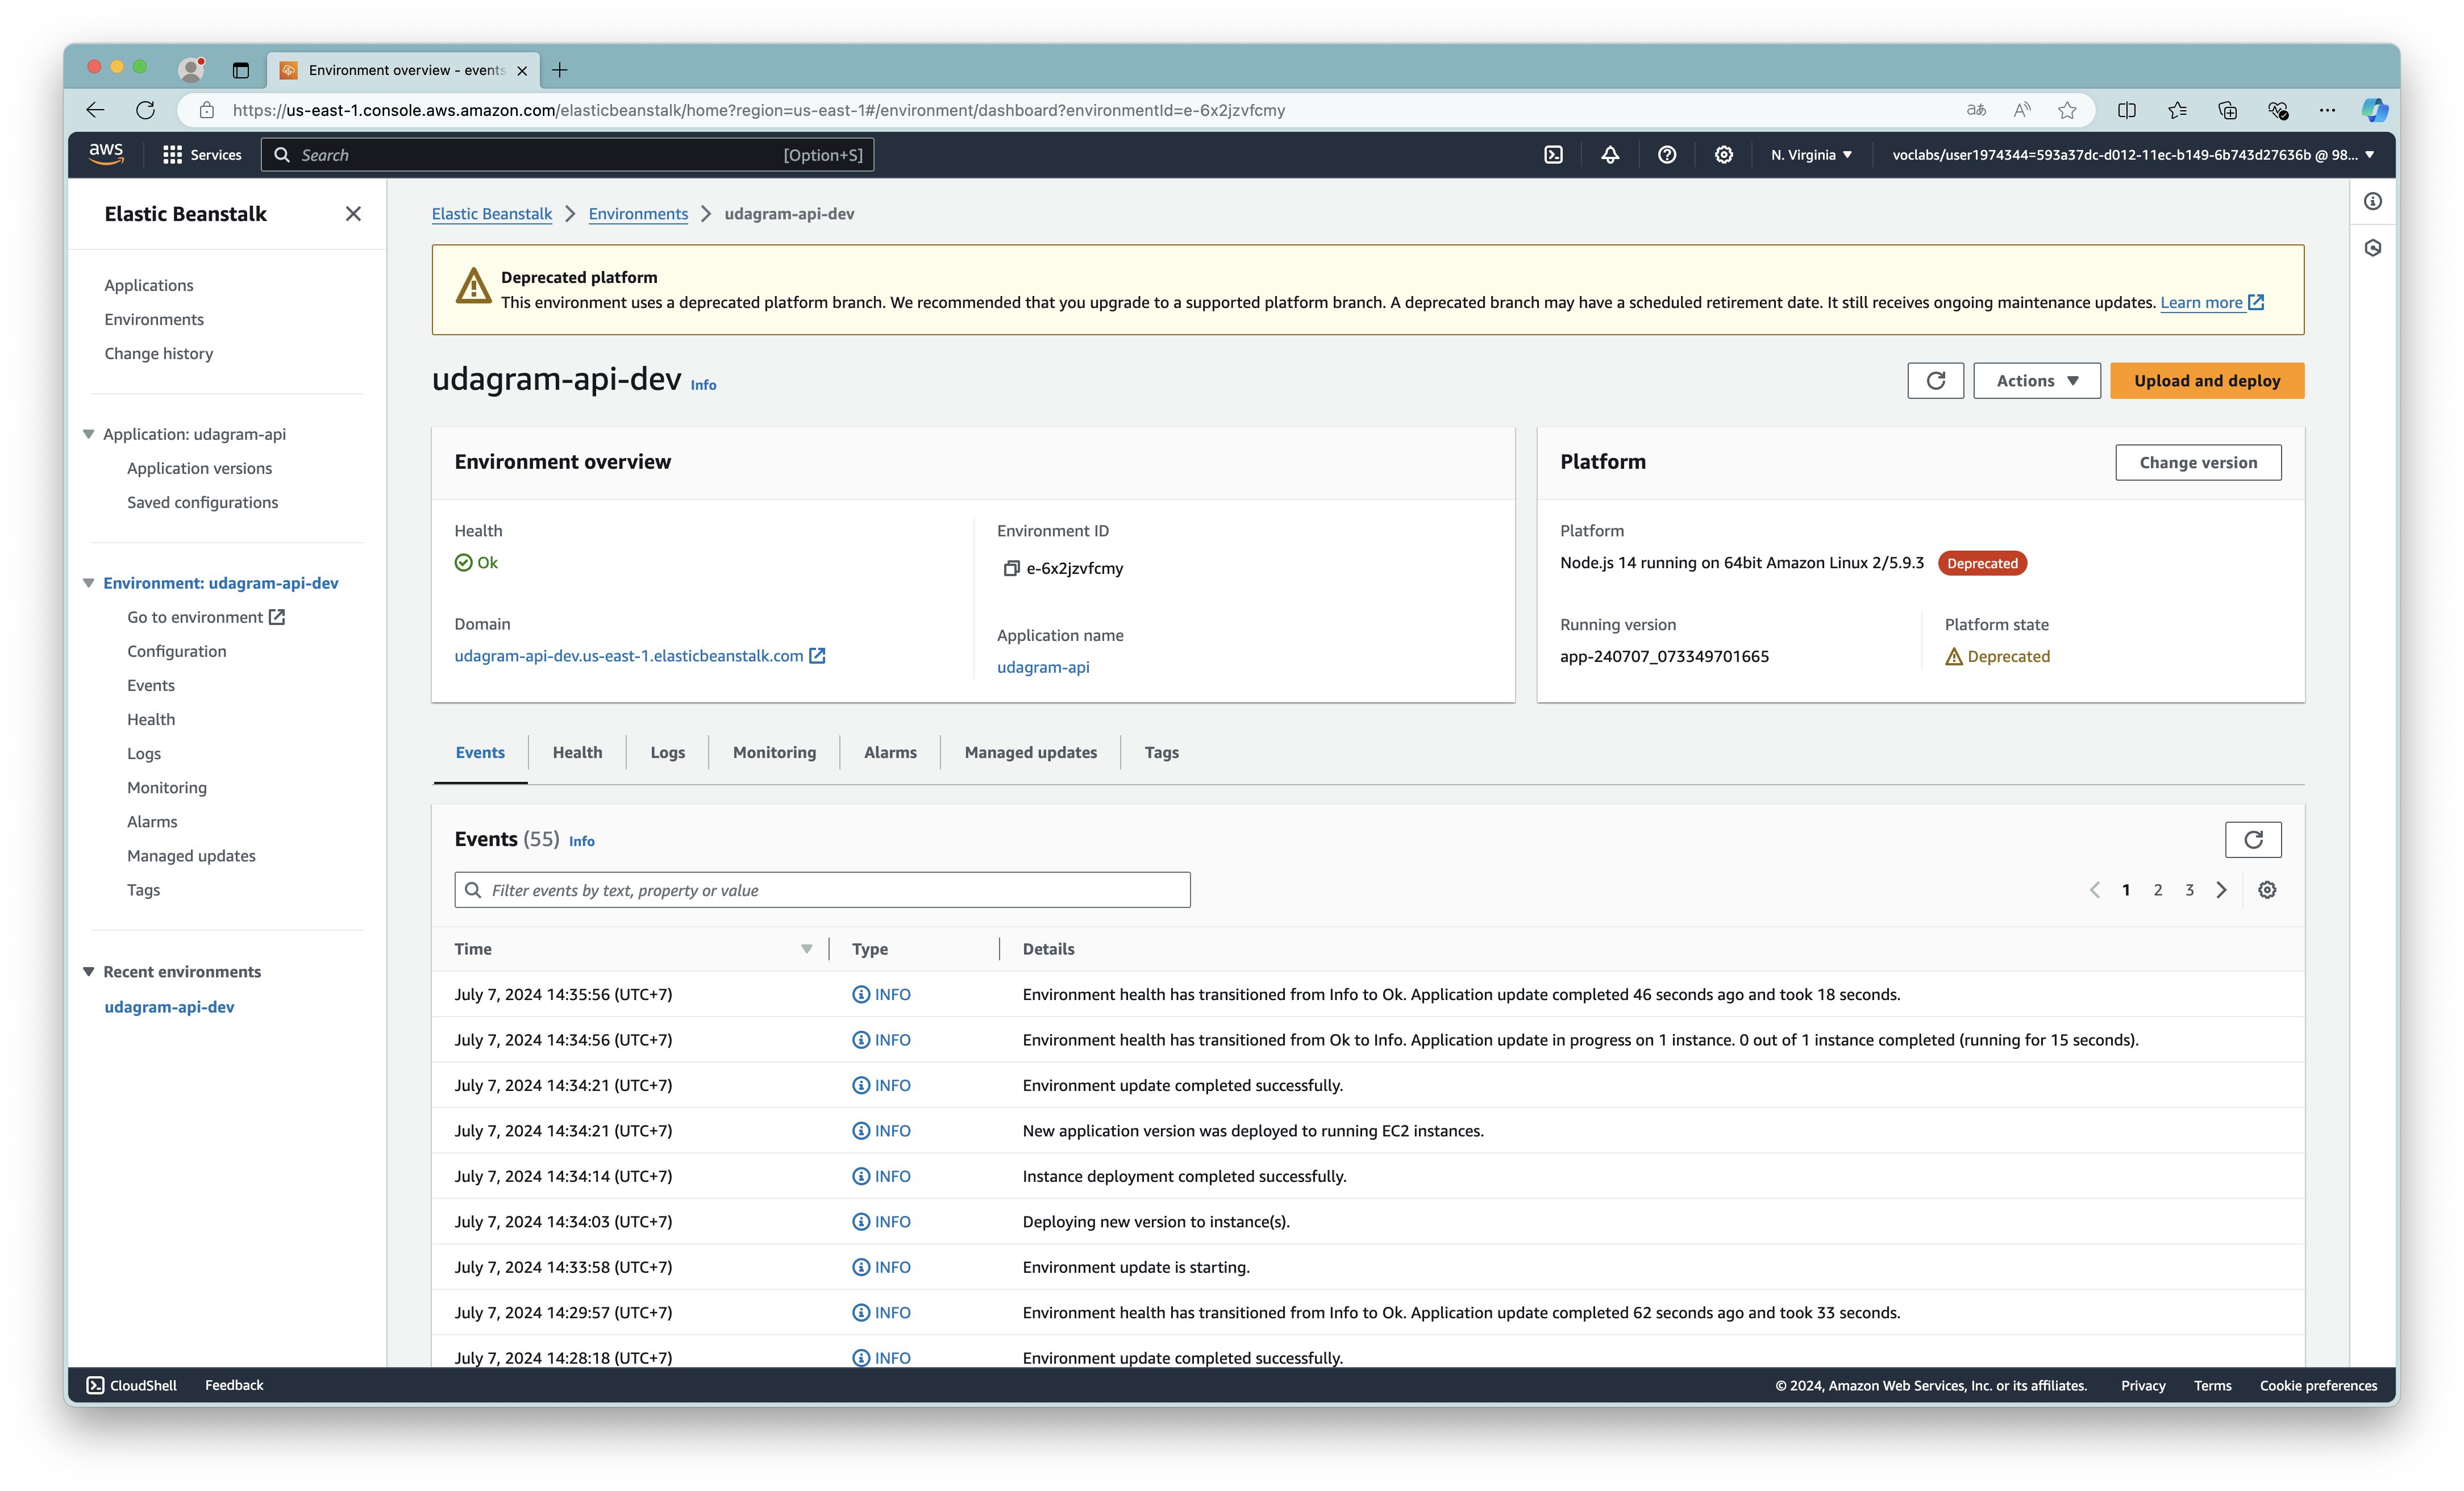 Environment overview - events
https://us-east-1.console.aws.amazon.com/elasticbeanstalk/home?region=us-east-1#/environment/dashboard?environmentId=e-6x2jzvfcmy
aws
Services
Search
[Option+S]
N. Virginia
voclabs/user1974344=593a37dc-d012-11ec-b149-6b743d27636b @ 98...
Elastic Beanstalk
Applications
Environments
Change history
Application: udagram-api
Application versions
Saved configurations
Environment: udagram-api-dev
Go to environment
Configuration
Events
Health
Logs
Monitoring
Alarms
Managed updates
Tags
Recent environments
udagram-api-dev
Elastic Beanstalk > Environments > udagram-api-dev
Deprecated platform
This environment uses a deprecated platform branch. We recommended that you upgrade to a supported platform branch. A deprecated branch may have a scheduled retirement date. It still receives ongoing maintenance updates. Learn more
udagram-api-dev Info
Actions
Upload and deploy
Environment overview
Health
Ok
Domain
udagram-api-dev.us-east-1.elasticbeanstalk.com
Environment ID
e-6x2jzvfcmy
Application name
udagram-api
Platform
Change version
Platform
Node.js 14 running on 64bit Amazon Linux 2/5.9.3 Deprecated
Running version
app-240707_073349701665
Platform state
Deprecated
Events Health Logs Monitoring Alarms Managed updates Tags
Events (55) Info
Filter events by text, property or value
1 2 3
Time Type Details
July 7, 2024 14:35:56 (UTC+7) INFO Environment health has transitioned from Info to Ok. Application update completed 46 seconds ago and took 18 seconds.
July 7, 2024 14:34:56 (UTC+7) INFO Environment health has transitioned from Ok to Info. Application update in progress on 1 instance. 0 out of 1 instance completed (running for 15 seconds).
July 7, 2024 14:34:21 (UTC+7) INFO Environment update completed successfully.
July 7, 2024 14:34:21 (UTC+7) INFO New application version was deployed to running EC2 instances.
July 7, 2024 14:34:14 (UTC+7) INFO Instance deployment completed successfully.
July 7, 2024 14:34:03 (UTC+7) INFO Deploying new version to instance(s).
July 7, 2024 14:33:58 (UTC+7) INFO Environment update is starting.
July 7, 2024 14:29:57 (UTC+7) INFO Environment health has transitioned from Info to Ok. Application update completed 62 seconds ago and took 33 seconds.
July 7, 2024 14:28:18 (UTC+7) INFO Environment update completed successfully.
CloudShell Feedback
© 2024, Amazon Web Services, Inc. or its affiliates. Privacy Terms Cookie preferences